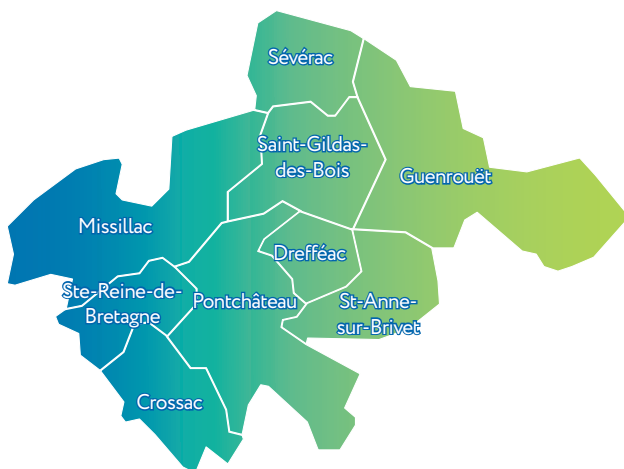 Sévérac
Saint-Gildas-
des-Bois
Guenrouët
Missillac
Drefféac
Ste-Reine-de-
Bretagne
Pontchâteau
St-Anne-
sur-Brivet
Crossac